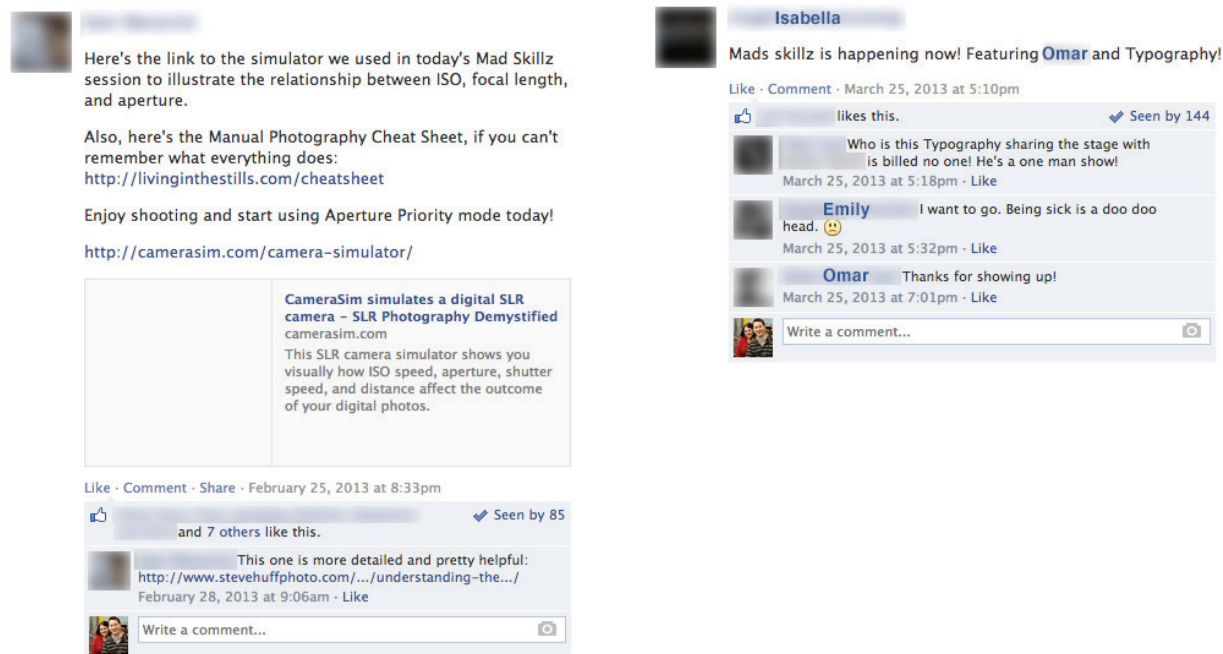 Here's the link to the simulator we used in today's Mad Skillz
session to illustrate the relationship between ISO, focal length,
and aperture.
Also, here's the Manual Photography Cheat Sheet, if you can't
remember what everything does:
http://livinginthestills.com/cheatsheet
Enjoy shooting and start using Aperture Priority mode today!
http://camerasim.com/camera-simulator/
CameraSim simulates a digital SLR
camera – SLR Photography Demystified
camerasim.com
This SLR camera simulator shows you
visually how ISO speed, aperture, shutter
speed, and distance affect the outcome
of your digital photos.
Like · Comment · Share · February 25, 2013 at 8:33pm
Seen by 85
and 7 others like this.
This one is more detailed and pretty helpful:
http://www.stevehuffphoto.com/.../understanding-the.../
February 28, 2013 at 9:06am · Like
Write a comment...
Isabella
Mads skillz is happening now! Featuring Omar and Typography!
Like · Comment · March 25, 2013 at 5:10pm
likes this.
Seen by 144
Who is this Typography sharing the stage with
is billed no one! He's a one man show!
March 25, 2013 at 5:18pm · Like
Emily I want to go. Being sick is a doo doo
head.
March 25, 2013 at 5:32pm · Like
Omar Thanks for showing up!
March 25, 2013 at 7:01pm · Like
Write a comment...